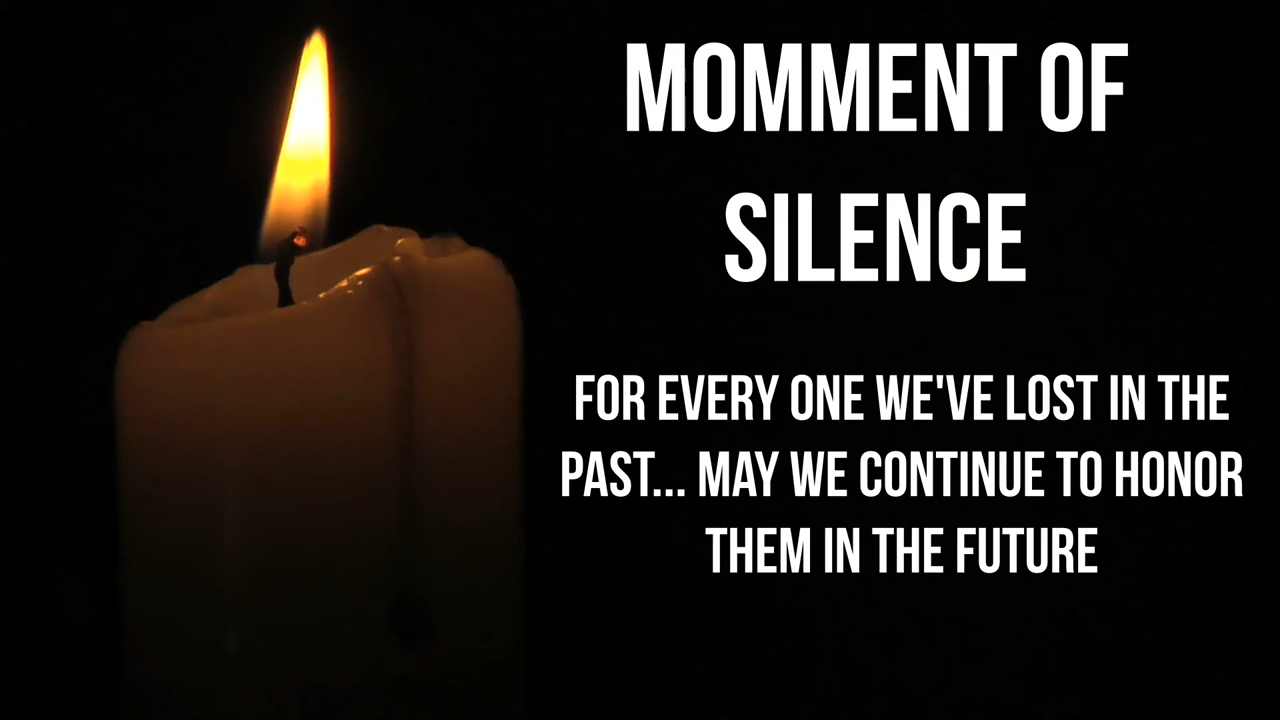 MOMMENT OF
SILENCE
FOR EVERY ONE WE'VE LOST IN THE
PAST... MAY WE CONTINUE TO HONOR
THEM IN THE FUTURE